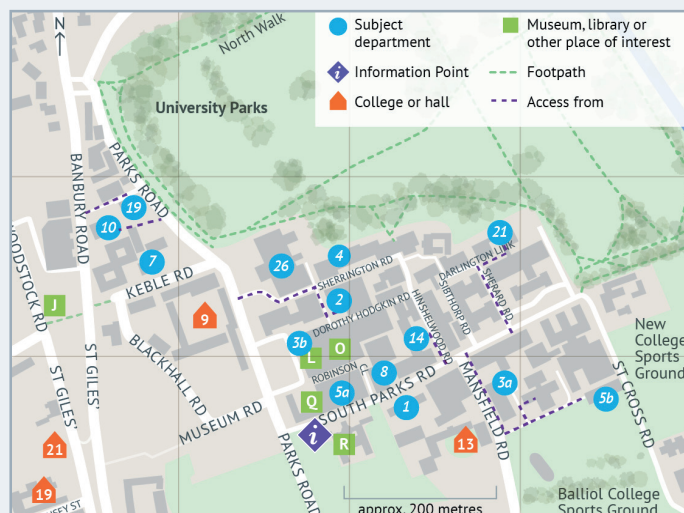 N
North Walk
University Parks
Subject
department
Information Point
College or hall
Museum, library or
other place of interest
Footpath
Access from
PARKS ROAD
BANBURY ROAD
19
10
7
KEBLE RD
WOODSTOCK RD
J
9
26
4
SHERRINGTON RD
2
DOROTHY HODGKIN RD
3b
L
O
ROBINSON
14
HINSHELWOOD RD
SIBTHORP RD
DARLINGTON LINK
21
SHERARD RD
8
5a
Q
SOUTH PARKS RD
1
i
R
3a
5b
13
MANSFIELD RD
ST CROSS RD
New
College
Sports
Ground
BLACKHALL RD
MUSEUM RD
ST GILES'
ST GILES'
21
19
PARKS ROAD
approx. 200 metres
Balliol College
Sports Ground